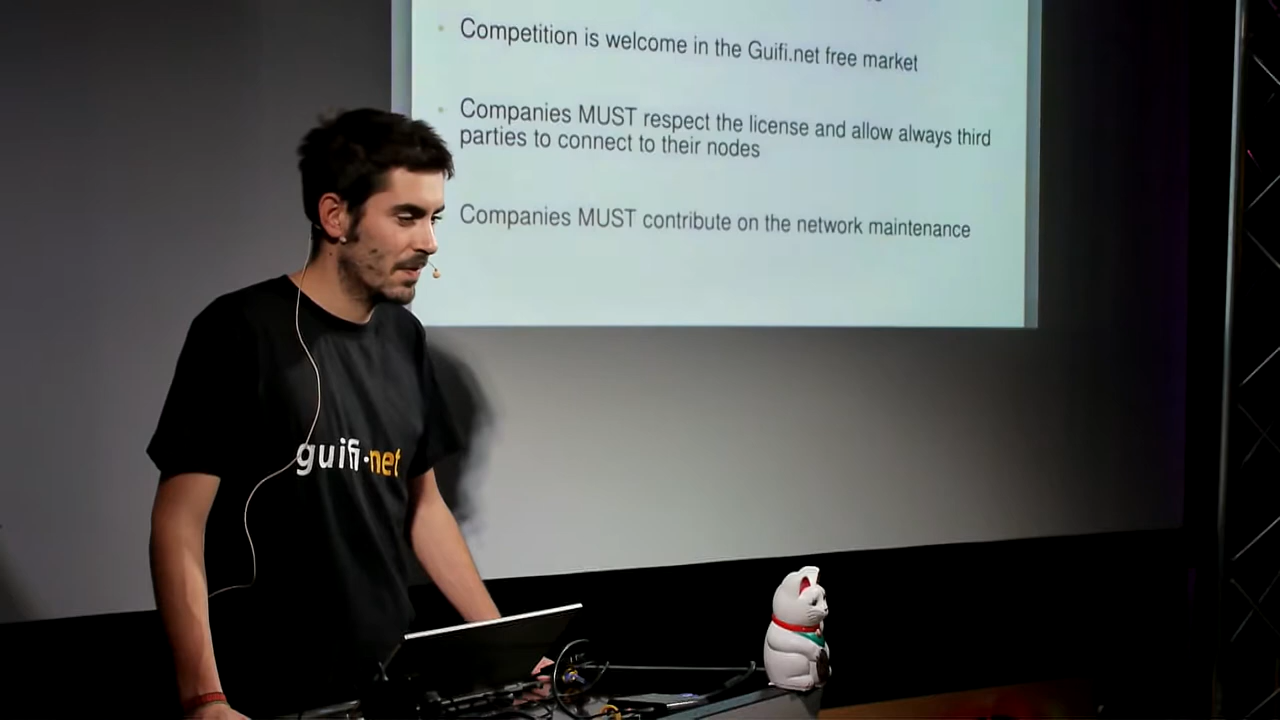 Competition is welcome in the Guifi.net free market
Companies MUST respect the license and allow always third
parties to connect to their nodes
Companies MUST contribute on the network maintenance
guifi·net